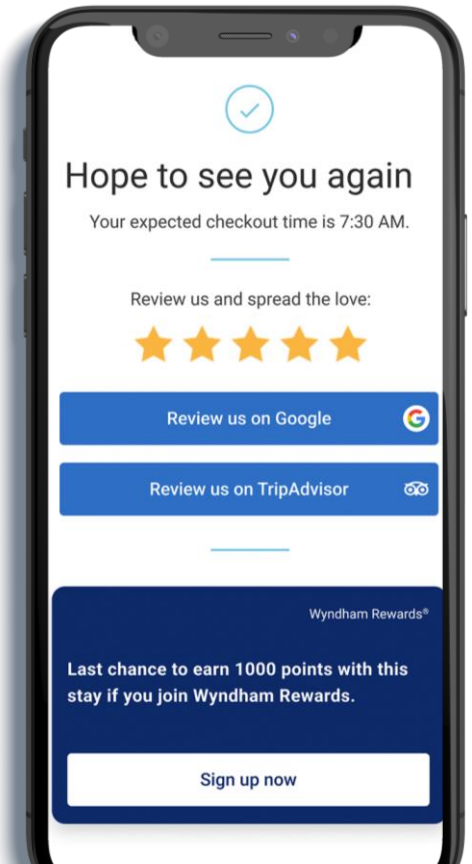 Hope to see you again
Your expected checkout time is 7:30 AM.
Review us and spread the love:
Review us on Google
Review us on TripAdvisor
Wyndham Rewards®
Last chance to earn 1000 points with this
stay if you join Wyndham Rewards.
Sign up now